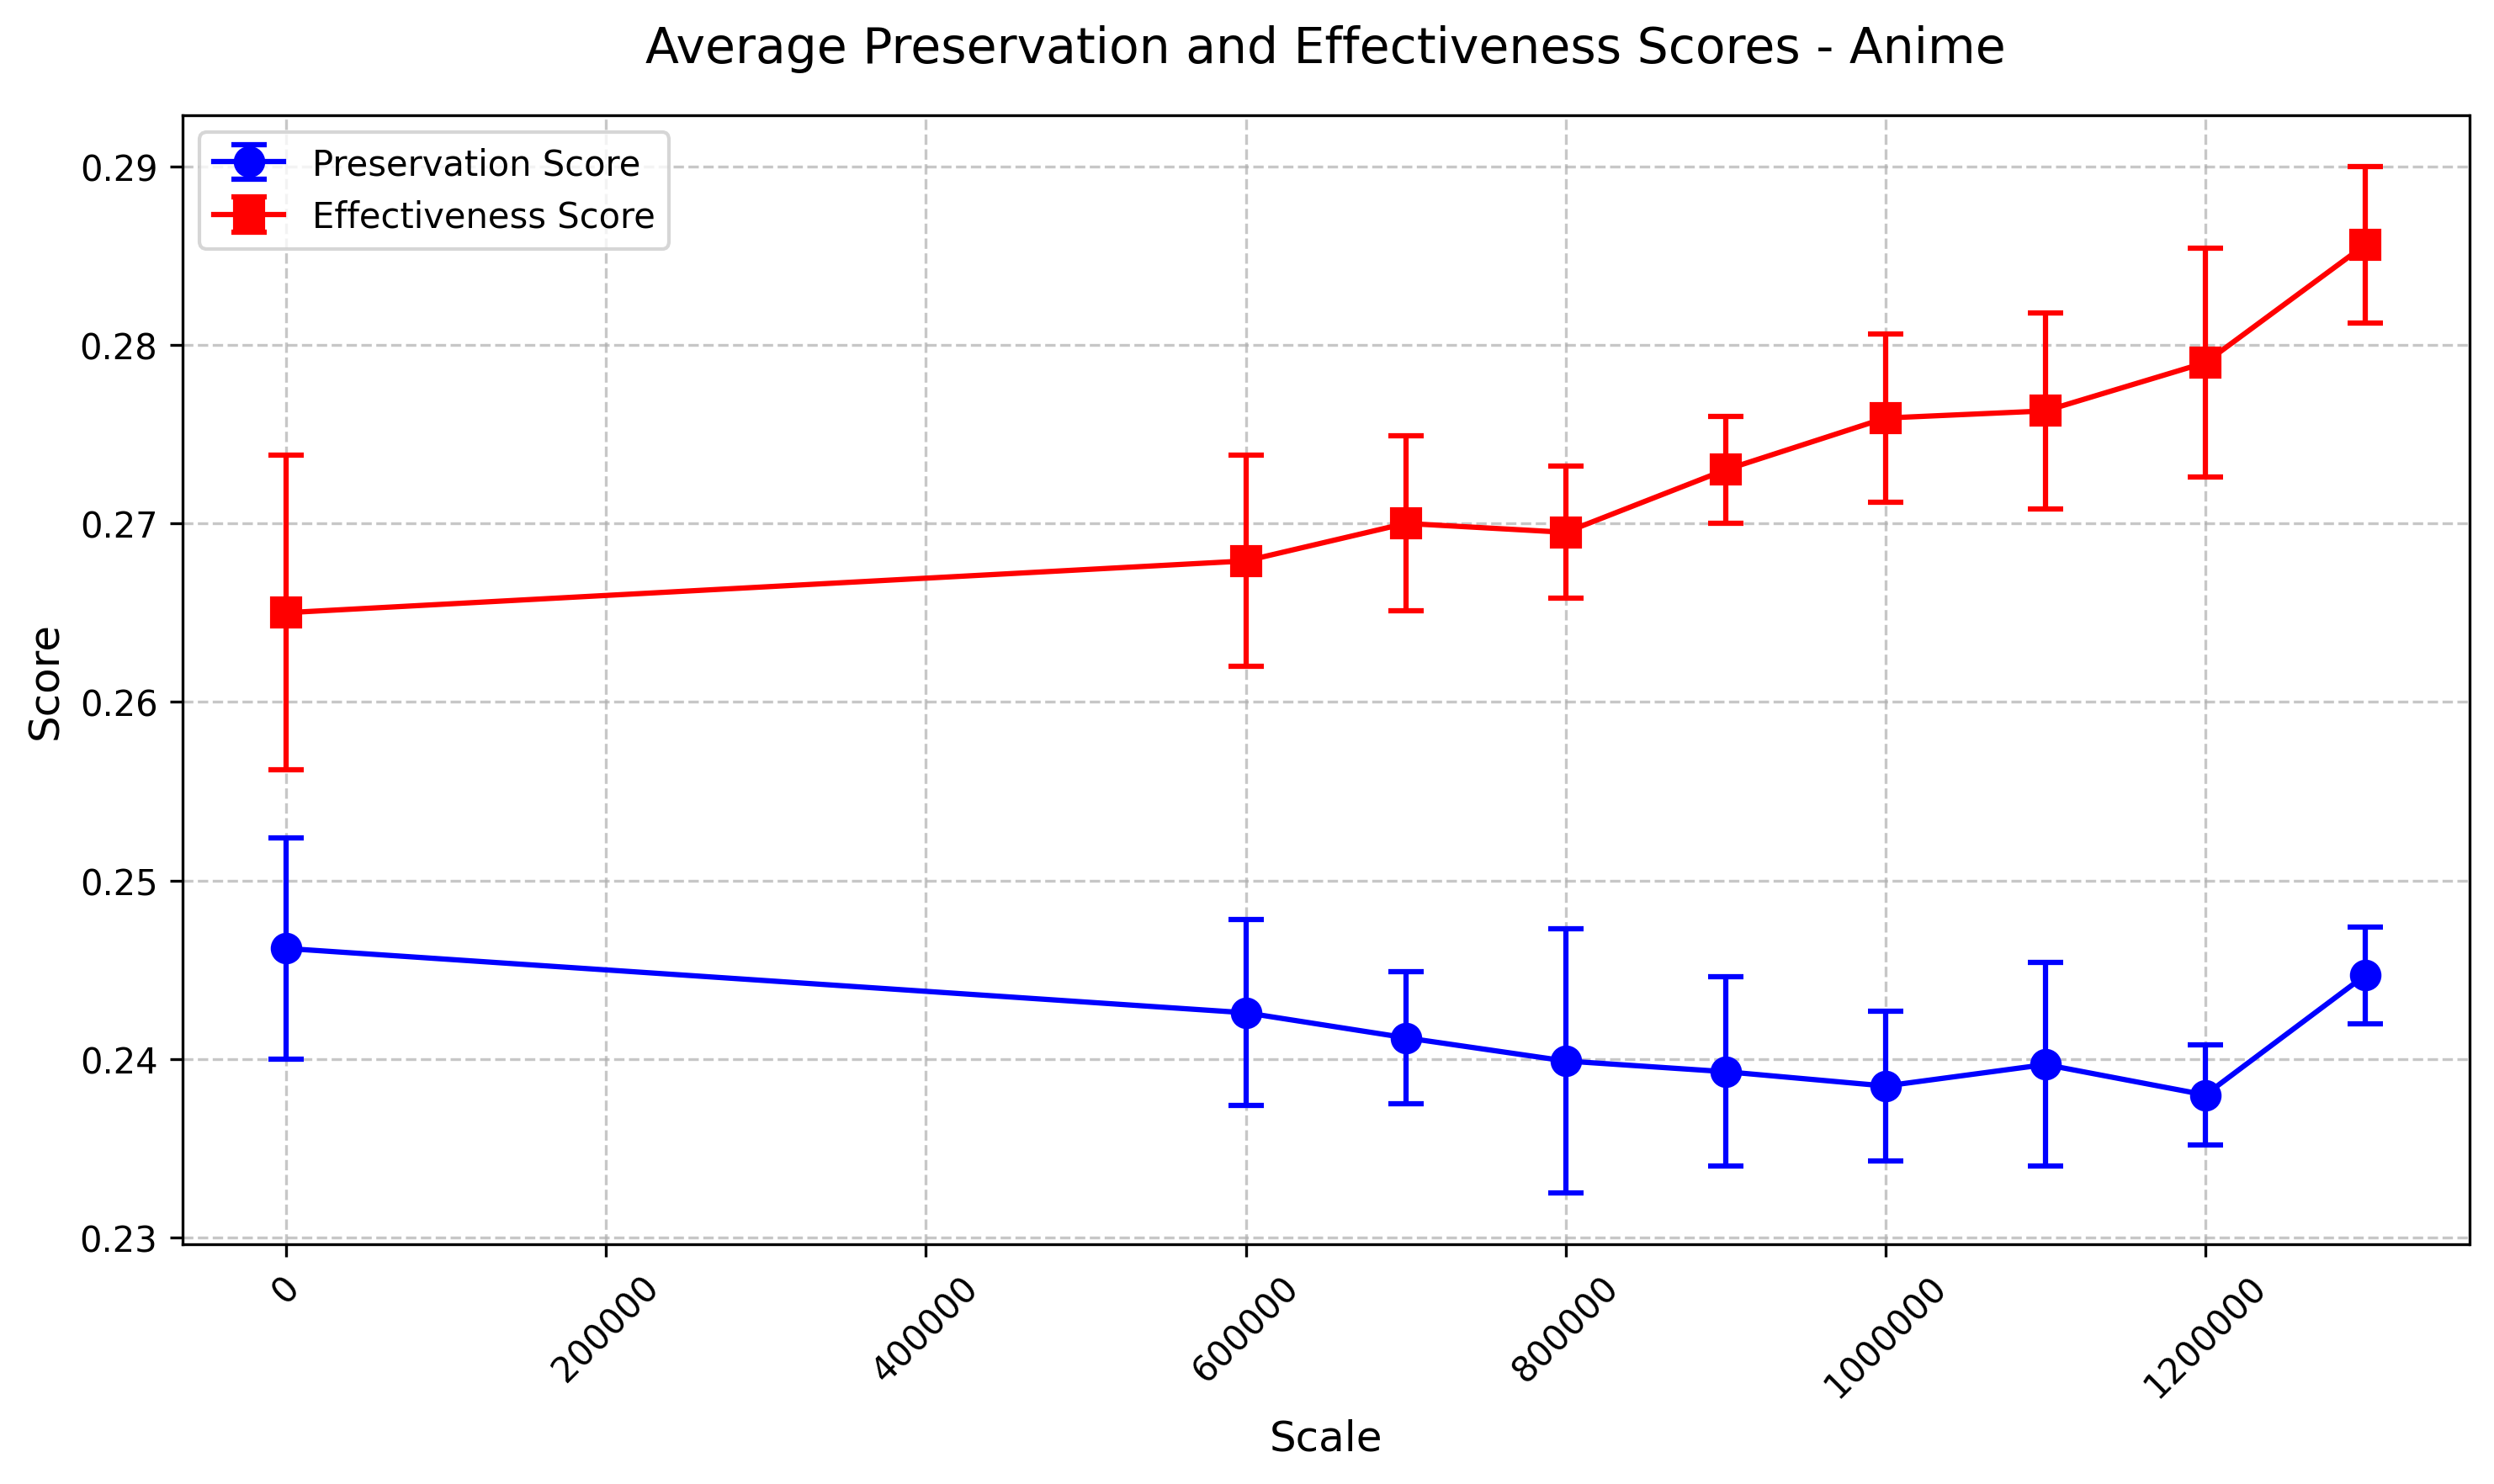 Average Preservation and Effectiveness Scores - Anime
Preservation Score
Effectiveness Score
Score
0.29
0.28
0.27
0.26
0.25
0.24
0.23
0
200000
400000
600000
800000
1000000
1200000
Scale